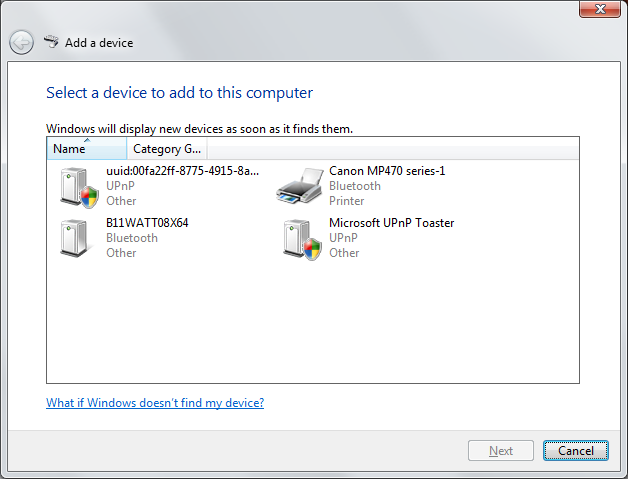 Add a device
Select a device to add to this computer
Windows will display new devices as soon as it finds them.
Name Category G...
uuid:00fa22ff-8775-4915-8a...
UPnP
Other
Canon MP470 series-1
Bluetooth
Printer
B11WATT08X64
Bluetooth
Other
Microsoft UPnP Toaster
UPnP
Other
What if Windows doesn't find my device?
Next Cancel